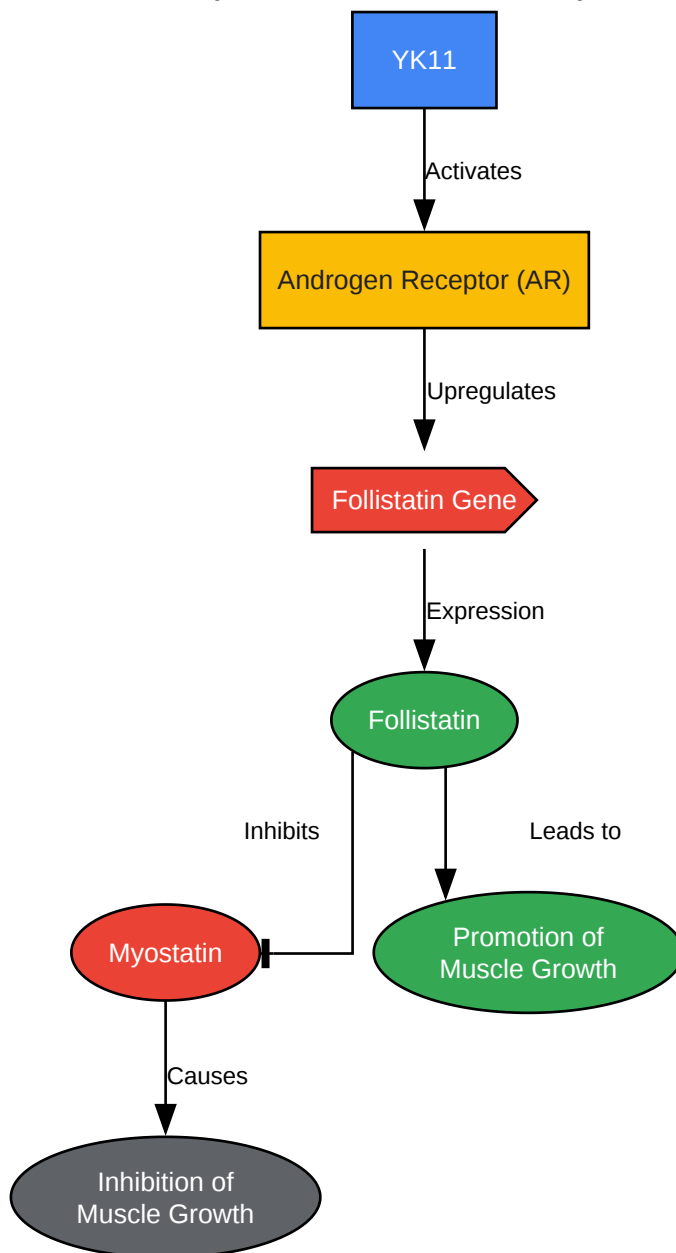 YK11
Activates
Androgen Receptor (AR)
Upregulates
Follistatin Gene
Expression
Follistatin
Inhibits
Leads to
Myostatin
Promotion of
Muscle Growth
Causes
Inhibition of
Muscle Growth